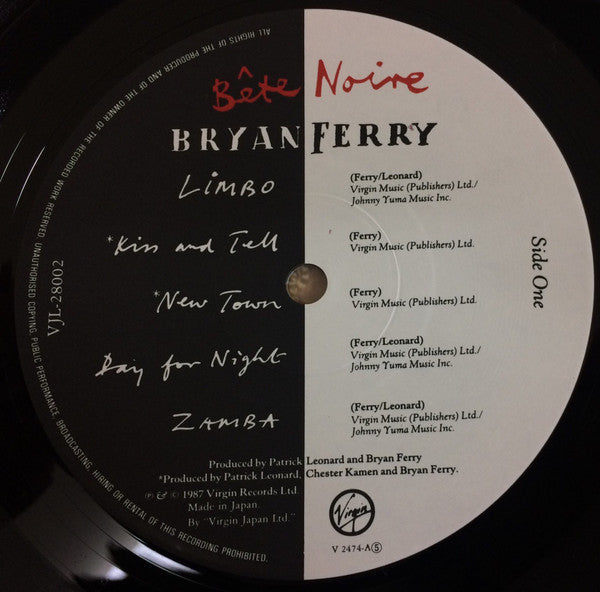 Bête Noire
BRYAN FERRY
LIMBO
(Ferry/Leonard)
Virgin Music (Publishers) Ltd./
Johnny Yuma Music Inc.
*Kiss and Tell
(Ferry)
Virgin Music (Publishers) Ltd.
*New Town
(Ferry)
Virgin Music (Publishers) Ltd.
Day for Night
(Ferry/Leonard)
Virgin Music (Publishers) Ltd./
Johnny Yuma Music Inc.
ZAMBA
(Ferry/Leonard)
Virgin Music (Publishers) Ltd./
Johnny Yuma Music Inc.
Side One
VJL-28002
Produced by Patrick Leonard and Bryan Ferry
*Produced by Patrick Leonard, Chester Kamen and Bryan Ferry.
℗ & © 1987 Virgin Records Ltd.
Made in Japan.
By "Virgin Japan Ltd."
Virgin
V 2474-A⑤
ALL RIGHTS OF THE PRODUCER AND OF THE OWNER OF THE RECORDED WORK RESERVED. UNAUTHORISED COPYING, PUBLIC PERFORMANCE, BROADCASTING, HIRING OR RENTAL OF THIS RECORDING PROHIBITED.